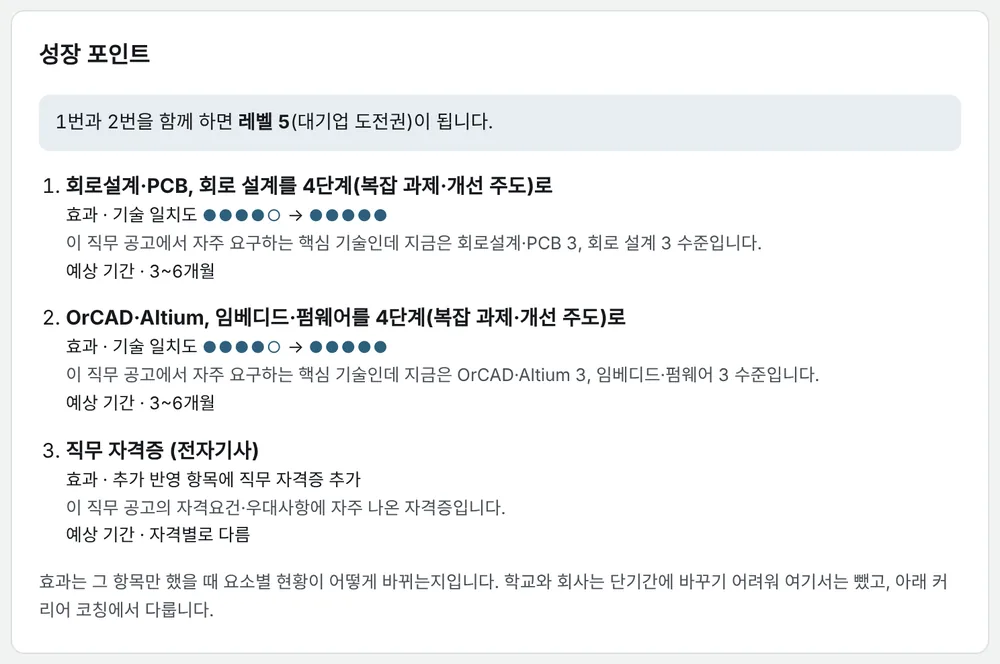 성장 포인트
1번과 2번을 함께 하면 레벨 5(대기업 도전권)이 됩니다.
1. 회로설계·PCB, 회로 설계를 4단계(복잡 과제·개선 주도)로
효과 · 기술 일치도 ●●●●○ → ●●●●●
이 직무 공고에서 자주 요구하는 핵심 기술인데 지금은 회로설계·PCB 3, 회로 설계 3 수준입니다.
예상 기간 · 3~6개월
2. OrCAD·Altium, 임베디드·펌웨어를 4단계(복잡 과제·개선 주도)로
효과 · 기술 일치도 ●●●●○ → ●●●●●
이 직무 공고에서 자주 요구하는 핵심 기술인데 지금은 OrCAD·Altium 3, 임베디드·펌웨어 3 수준입니다.
예상 기간 · 3~6개월
3. 직무 자격증 (전자기사)
효과 · 추가 반영 항목에 직무 자격증 추가
이 직무 공고의 자격요건·우대사항에 자주 나온 자격증입니다.
예상 기간 · 자격별로 다름
효과는 그 항목만 했을 때 요소별 현황이 어떻게 바뀌는지입니다. 학교와 회사는 단기간에 바꾸기 어려워 여기서는 뺐고, 아래 커
리어 코칭에서 다룹니다.